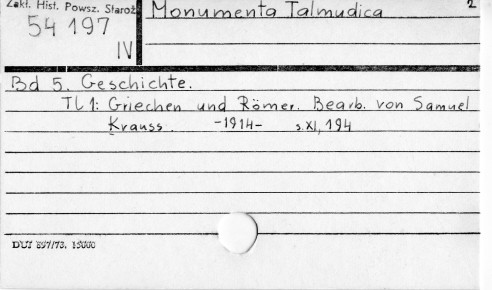 Zakł. Hist. Powsz. Staroż.
Monumenta Talmudica 2
54 197
IV
Bd 5. Geschichte.
Tl 1: Griechen und Römer. Bearb. von Samuel
Krauss. -1914- s. XI, 194
DUJ 897/73. 15000